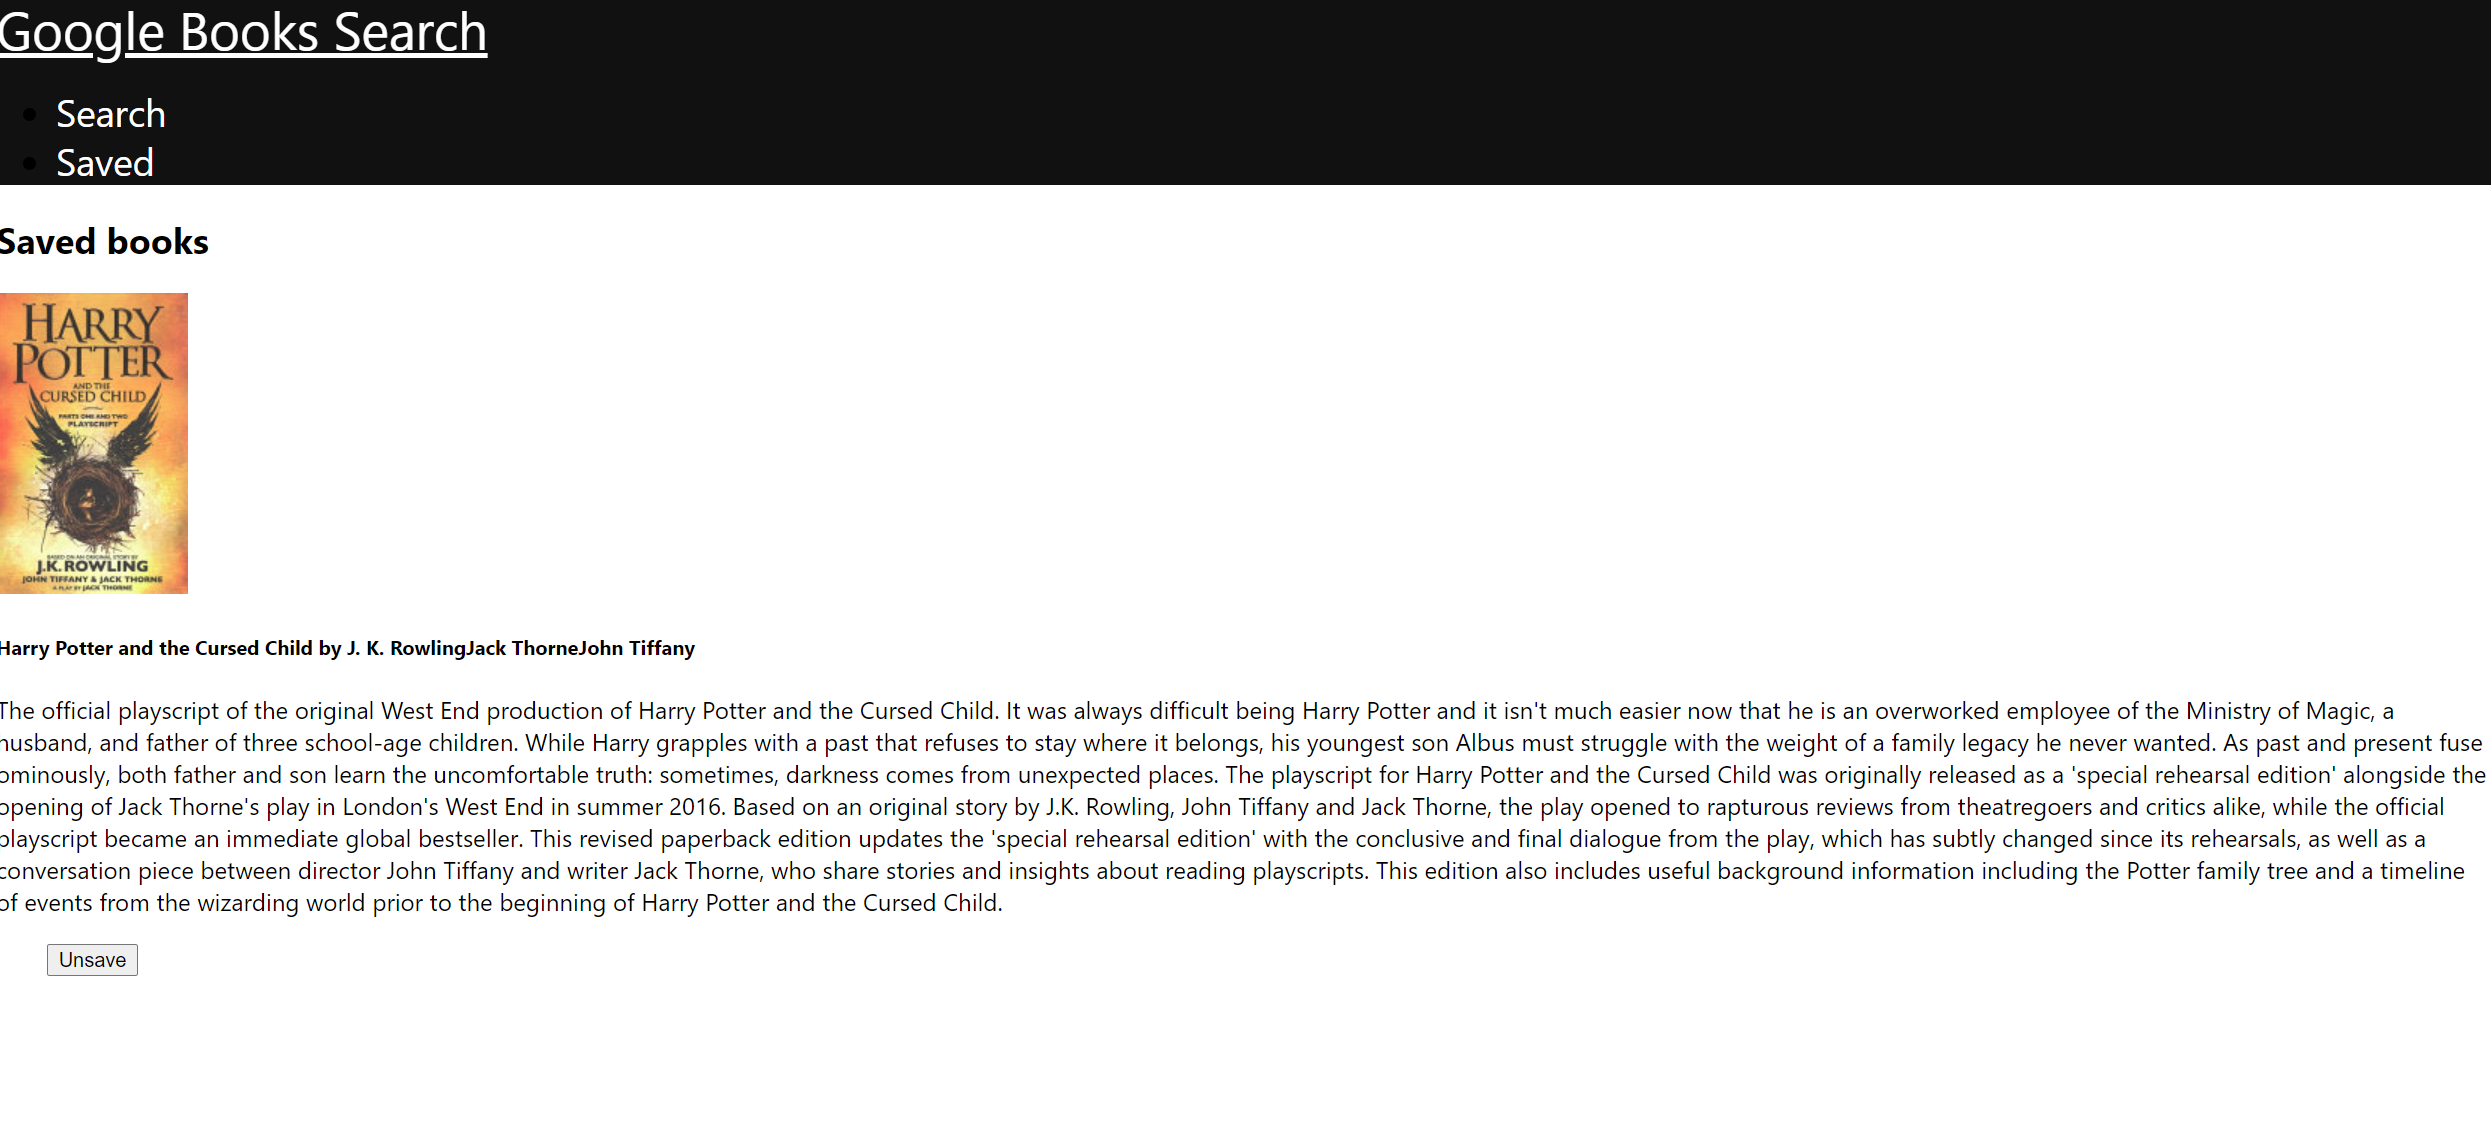 Google Books Search
Search
Saved
Saved books
HARRY
POTTER
AND THE
CURSED CHILD
PARTS ONE AND TWO
PLAYSCRIPT
BASED ON AN ORIGINAL STORY BY
J.K. ROWLING
JOHN TIFFANY & JACK THORNE
A PLAY BY JACK THORNE
Harry Potter and the Cursed Child by J. K. RowlingJack ThorneJohn Tiffany
The official playscript of the original West End production of Harry Potter and the Cursed Child. It was always difficult being Harry Potter and it isn't much easier now that he is an overworked employee of the Ministry of Magic, a
husband, and father of three school-age children. While Harry grapples with a past that refuses to stay where it belongs, his youngest son Albus must struggle with the weight of a family legacy he never wanted. As past and present fuse
ominously, both father and son learn the uncomfortable truth: sometimes, darkness comes from unexpected places. The playscript for Harry Potter and the Cursed Child was originally released as a 'special rehearsal edition' alongside the
opening of Jack Thorne's play in London's West End in summer 2016. Based on an original story by J.K. Rowling, John Tiffany and Jack Thorne, the play opened to rapturous reviews from theatregoers and critics alike, while the official
playscript became an immediate global bestseller. This revised paperback edition updates the 'special rehearsal edition' with the conclusive and final dialogue from the play, which has subtly changed since its rehearsals, as well as a
conversation piece between director John Tiffany and writer Jack Thorne, who share stories and insights about reading playscripts. This edition also includes useful background information including the Potter family tree and a timeline
of events from the wizarding world prior to the beginning of Harry Potter and the Cursed Child.
Unsave